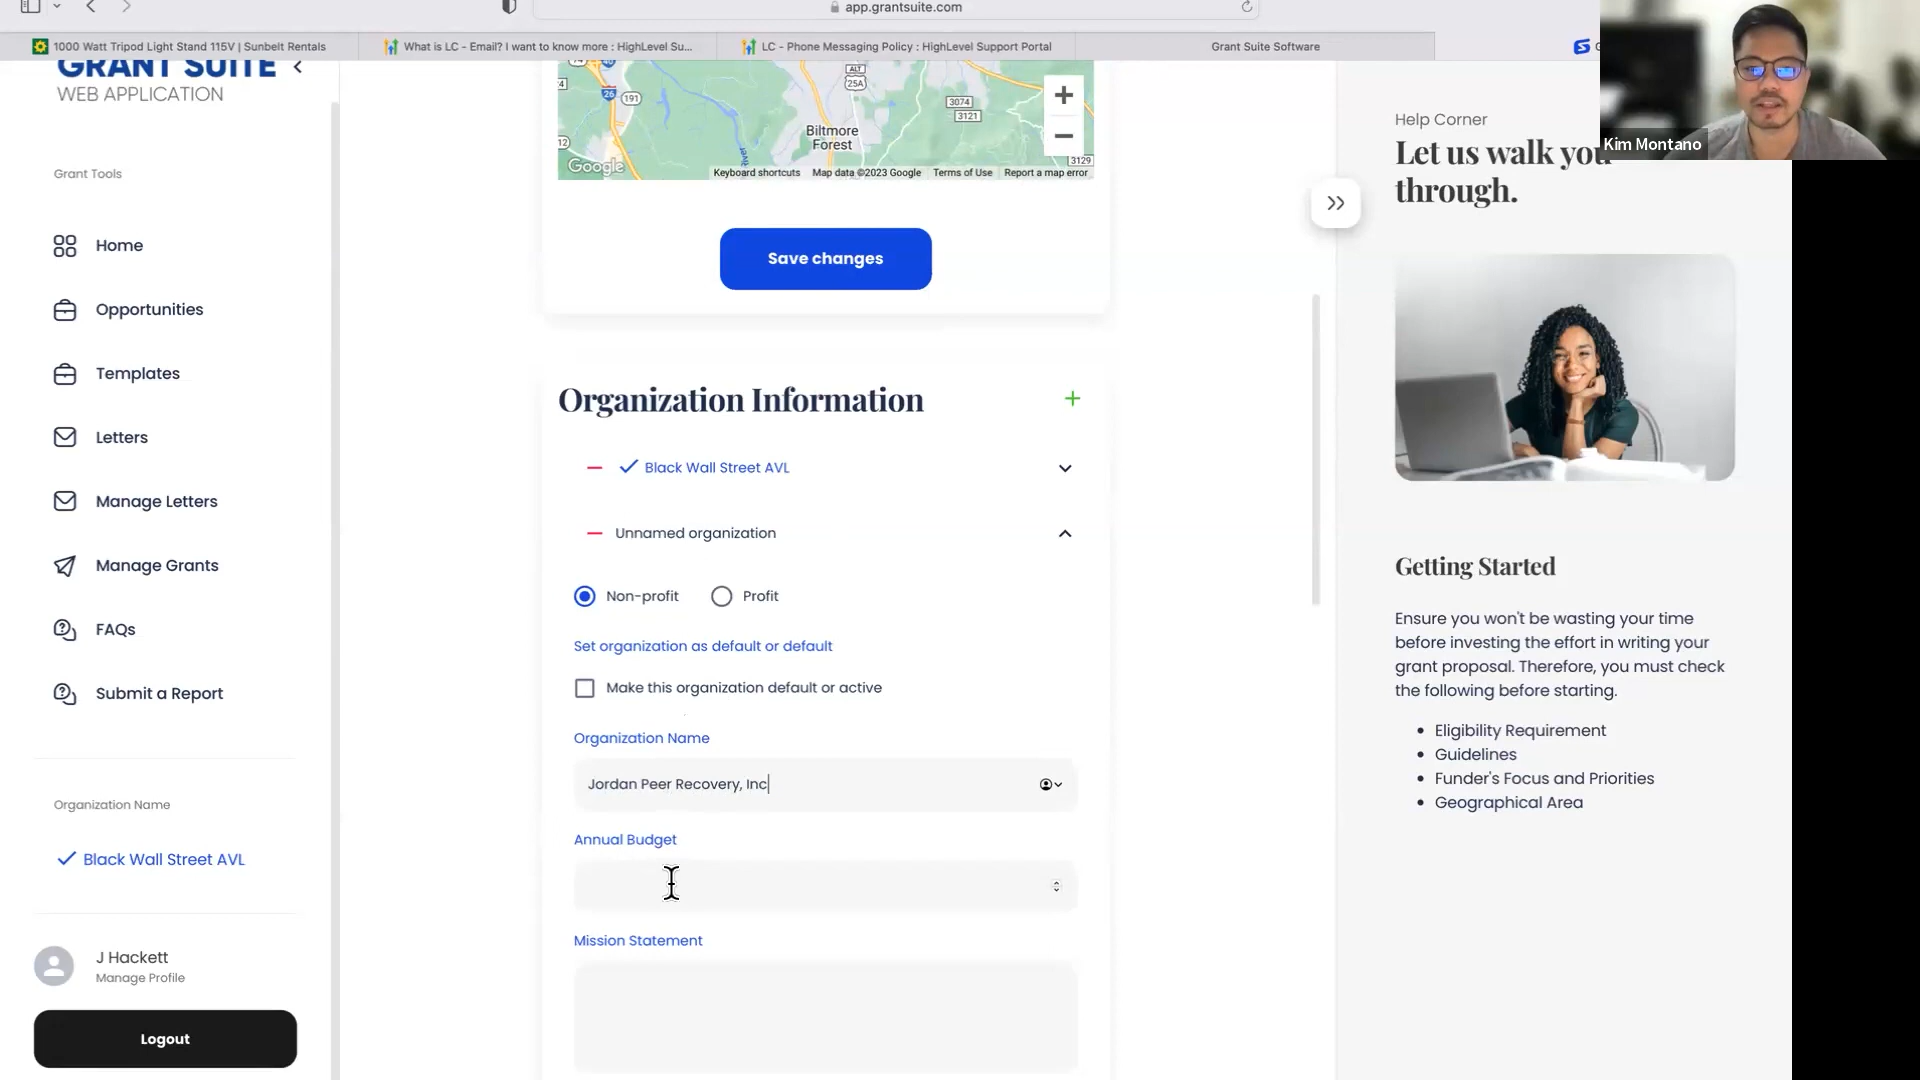 app.grantsuite.com
1000 Watt Tripod Light Stand 115V | Sunbelt Rentals
What is LC - Email? I want to know more : HighLevel Su...
LC - Phone Messaging Policy : HighLevel Support Portal
Grant Suite Software
GRANT SUITE
WEB APPLICATION
Grant Tools
Home
Opportunities
Templates
Letters
Manage Letters
Manage Grants
FAQs
Submit a Report
Organization Name
Black Wall Street AVL
J Hackett
Manage Profile
Logout
ALT
25A
26
191
3074
3121
Biltmore
Forest
3129
Google
Keyboard shortcuts
Map data ©2023 Google
Terms of Use
Report a map error
Save changes
Organization Information
Black Wall Street AVL
Unnamed organization
Non-profit
Profit
Set organization as default or default
Make this organization default or active
Organization Name
Jordan Peer Recovery, Inc
Annual Budget
Mission Statement
Kim Montano
Help Corner
Let us walk you
through.
Getting Started
Ensure you won't be wasting your time
before investing the effort in writing your
grant proposal. Therefore, you must check
the following before starting.
Eligibility Requirement
Guidelines
Funder's Focus and Priorities
Geographical Area